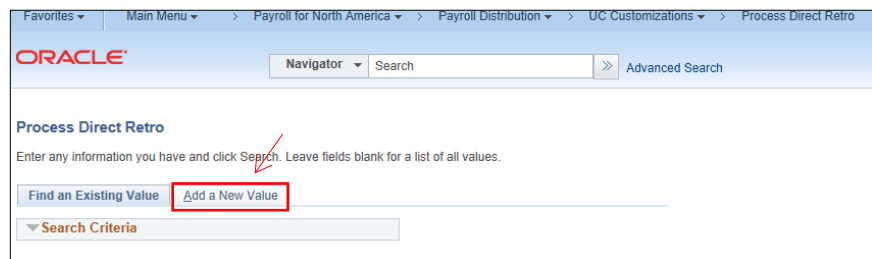 Favorites Main Menu > Payroll for North America > Payroll Distribution > UC Customizations > Process Direct Retro
ORACLE Navigator Search >> Advanced Search
Process Direct Retro
Enter any information you have and click Search. Leave fields blank for a list of all values.
Find an Existing Value Add a New Value
Search Criteria